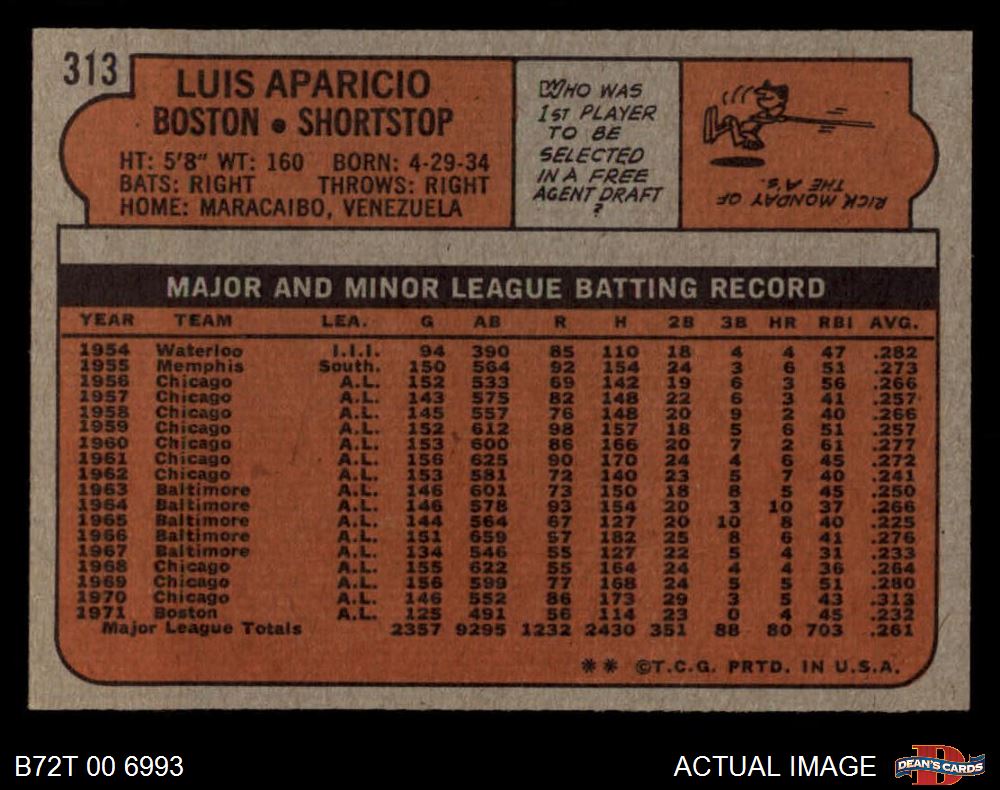 313
LUIS APARICIO
BOSTON • SHORTSTOP
HT: 5'8" WT: 160 BORN: 4-29-34
BATS: RIGHT THROWS: RIGHT
HOME: MARACAIBO, VENEZUELA
WHO WAS
1ST PLAYER
TO BE
SELECTED
IN A FREE
AGENT DRAFT
?
RICK MONDAY OF
THE A'S.
MAJOR AND MINOR LEAGUE BATTING RECORD
YEAR TEAM LEA. G AB R H 2B 3B HR RBI AVG.
1954 Waterloo I.I.I. 94 390 85 110 18 4 4 47 .282
1955 Memphis South. 150 564 92 154 24 3 6 51 .273
1956 Chicago A.L. 152 533 69 142 19 6 3 56 .266
1957 Chicago A.L. 143 575 82 148 22 6 3 41 .257
1958 Chicago A.L. 145 557 76 148 20 9 2 40 .266
1959 Chicago A.L. 152 612 98 157 18 5 6 51 .257
1960 Chicago A.L. 153 600 86 166 20 7 2 61 .277
1961 Chicago A.L. 156 625 90 170 24 4 6 45 .272
1962 Chicago A.L. 153 581 72 140 23 5 7 40 .241
1963 Baltimore A.L. 146 601 73 150 18 8 5 45 .250
1964 Baltimore A.L. 146 578 93 154 20 3 10 37 .266
1965 Baltimore A.L. 144 564 67 127 20 10 8 40 .225
1966 Baltimore A.L. 151 659 97 182 25 8 6 41 .276
1967 Baltimore A.L. 134 546 55 127 22 5 4 31 .233
1968 Chicago A.L. 155 622 55 164 24 4 4 36 .264
1969 Chicago A.L. 156 599 77 168 24 5 5 51 .280
1970 Chicago A.L. 146 552 86 173 29 3 5 43 .313
1971 Boston A.L. 125 491 56 114 23 0 4 45 .232
Major League Totals 2357 9295 1232 2430 351 88 80 703 .261
** ©T.C.G. PRTD. IN U.S.A.
B72T 00 6993
ACTUAL IMAGE
D
DEAN'S CARDS